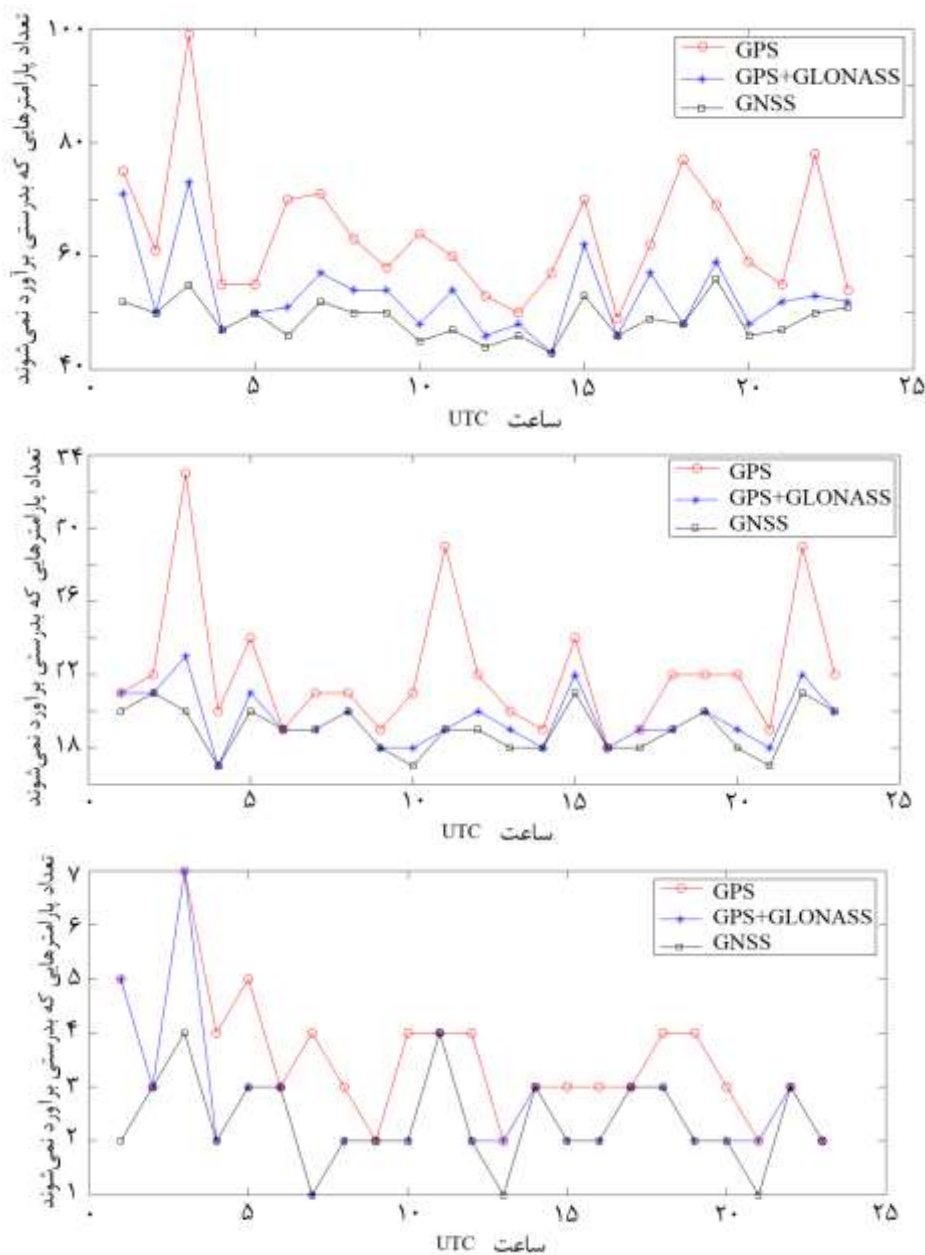 تعداد پارامترهایی که بدرستی برآورد نمی‌شوند
۱۰۰
۸۰
۶۰
۴۰
۰
۵
۱۰
۱۵
۲۰
۲۵
GPS
GPS+GLONASS
GNSS
ساعت UTC
تعداد پارامترهایی که بدرستی برآورد نمی‌شوند
۳۴
۳۰
۲۶
۲۲
۱۸
۰
۵
۱۰
۱۵
۲۰
۲۵
GPS
GPS+GLONASS
GNSS
ساعت UTC
تعداد پارامترهایی که بدرستی برآورد نمی‌شوند
۷
۶
۵
۴
۳
۲
۱
۰
۵
۱۰
۱۵
۲۰
۲۵
GPS
GPS+GLONASS
GNSS
ساعت UTC